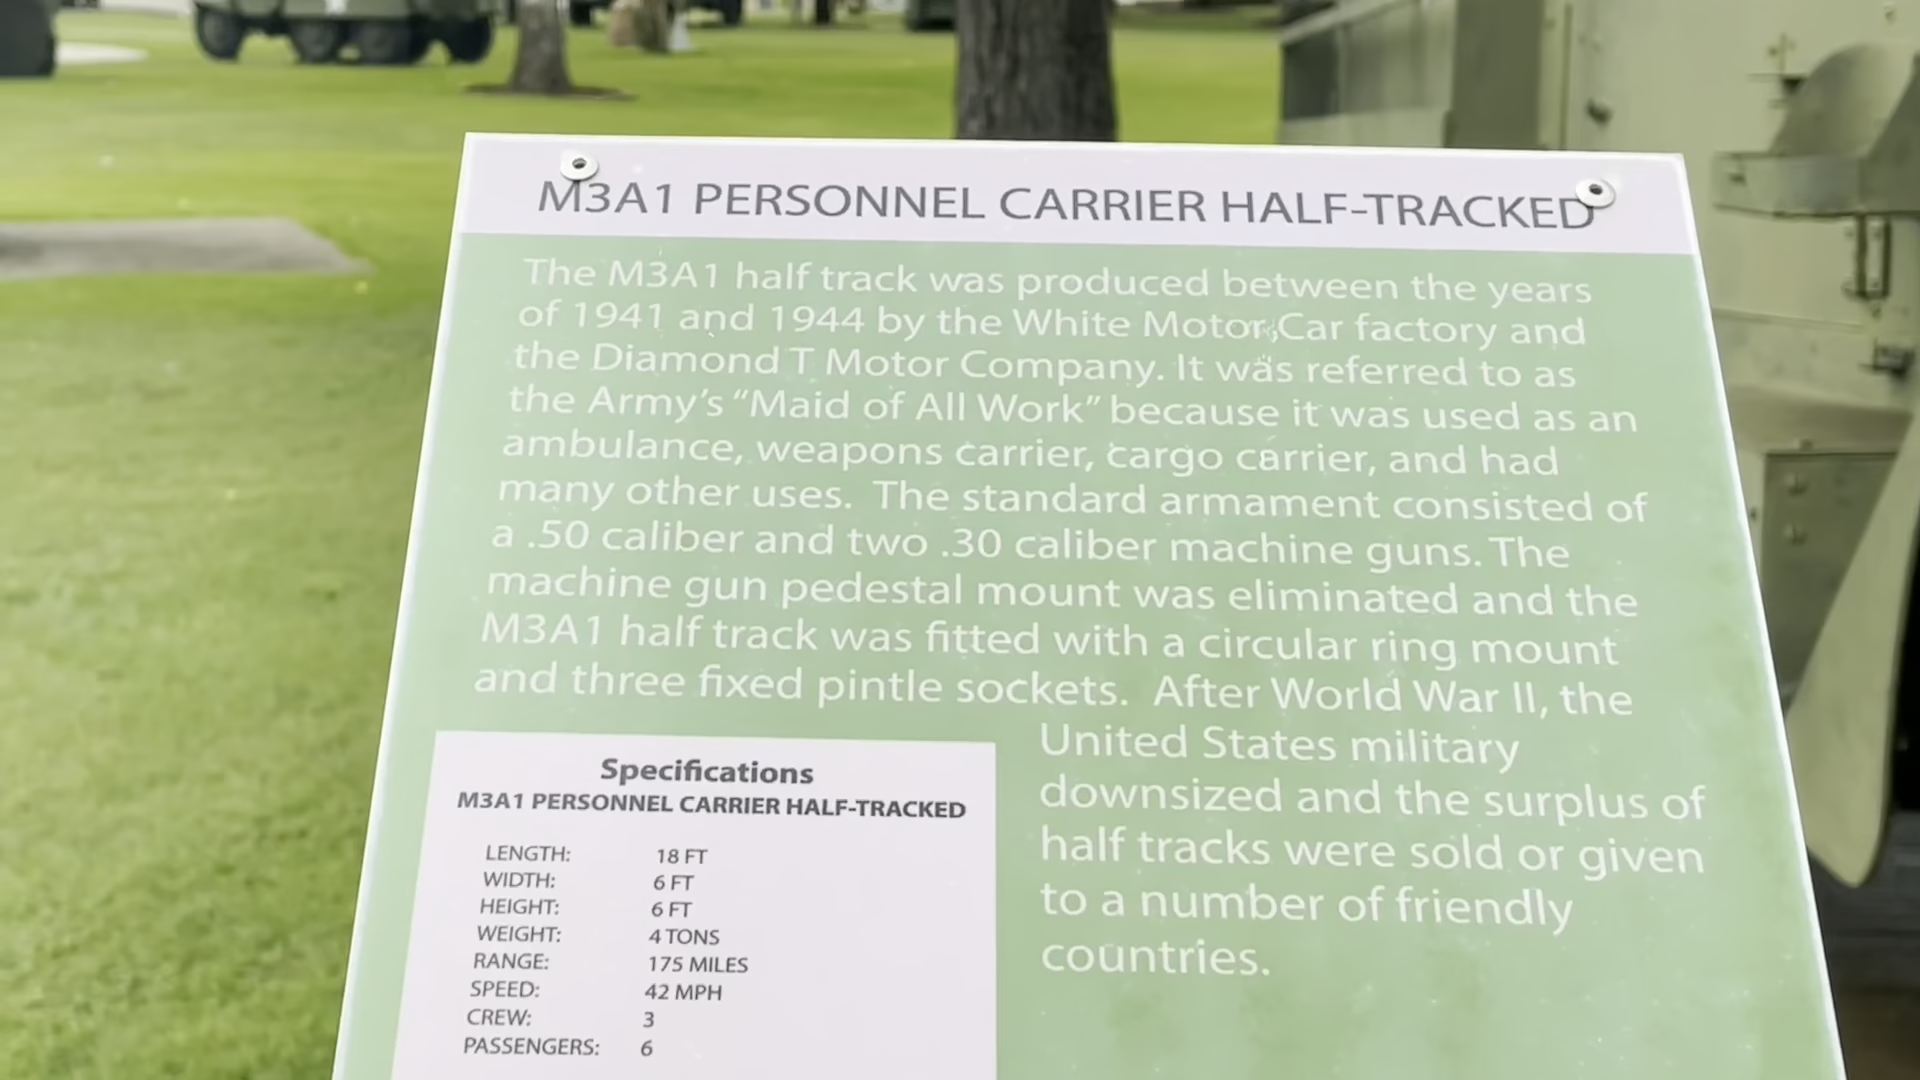 M3A1 PERSONNEL CARRIER HALF-TRACKED
The M3A1 half track was produced between the years
of 1941 and 1944 by the White Motor Car factory and
the Diamond T Motor Company. It was referred to as
the Army's “Maid of All Work” because it was used as an
ambulance, weapons carrier, cargo carrier, and had
many other uses.  The standard armament consisted of
a .50 caliber and two .30 caliber machine guns. The
machine gun pedestal mount was eliminated and the
M3A1 half track was fitted with a circular ring mount
and three fixed pintle sockets.  After World War II, the
United States military
downsized and the surplus of
half tracks were sold or given
to a number of friendly
countries.
Specifications
M3A1 PERSONNEL CARRIER HALF-TRACKED
LENGTH: 18 FT
WIDTH: 6 FT
HEIGHT: 6 FT
WEIGHT: 4 TONS
RANGE: 175 MILES
SPEED: 42 MPH
CREW: 3
PASSENGERS: 6